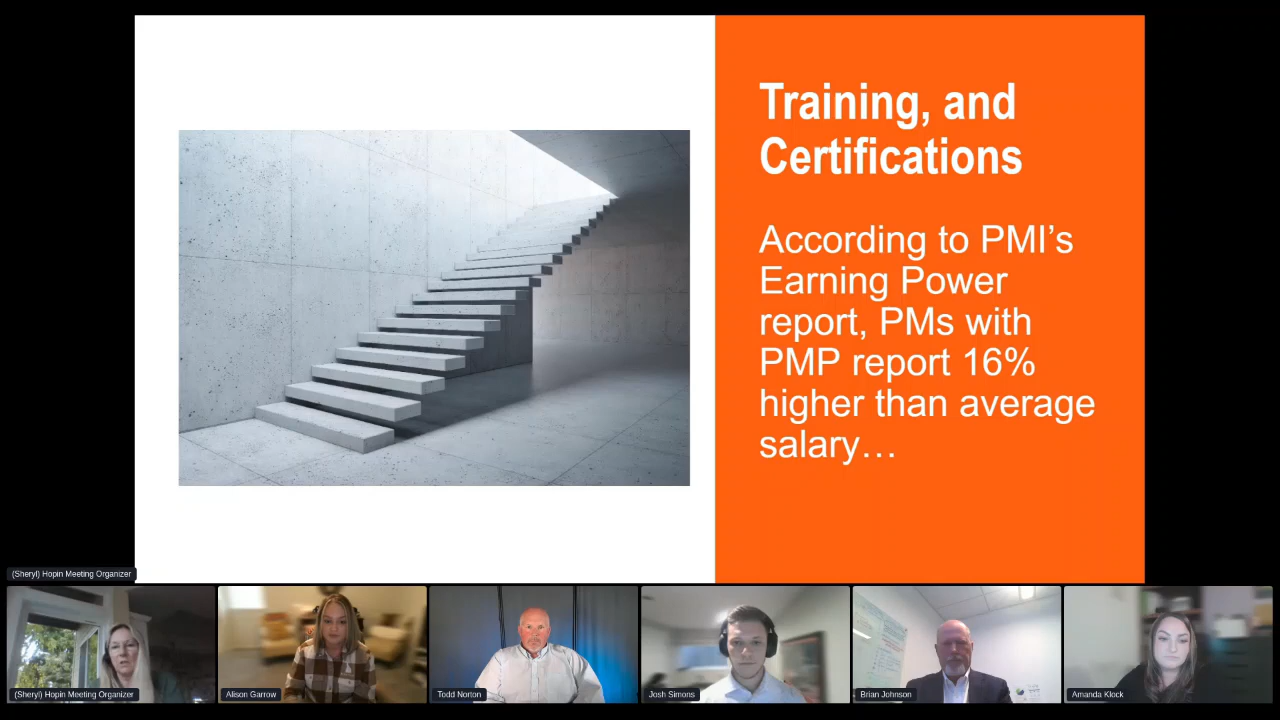 Training, and
Certifications
According to PMI’s
Earning Power
report, PMs with
PMP report 16%
higher than average
salary…
(Sheryl) Hopin Meeting Organizer
(Sheryl) Hopin Meeting Organizer
Alison Garrow
Todd Norton
Josh Simons
Brian Johnson
Amanda Klock